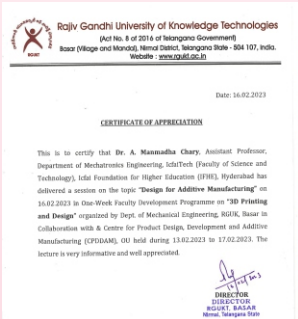 Rajiv Gandhi University of Knowledge Technologies
(Act No. 8 of 2016 of Telangana Government)
Basar (Village and Mandal), Nirmal District, Telangana State - 504 107, India.
Website : www.rgukt.ac.in
RGUKT
Date: 16.02.2023
CERTIFICATE OF APPRECIATION
This is to certify that Dr. A. Manmadha Chary, Assistant Professor,
Department of Mechatronics Engineering, IcfaiTech (Faculty of Science and
Technology), Icfai Foundation for Higher Education (IFHE), Hyderabad has
delivered a session on the topic "Design for Additive Manufacturing" on
16.02.2023 in One-Week Faculty Development Programme on "3D Printing
and Design" organized by Dept. of Mechanical Engineering, RGUK, Basar in
Collaboration with & Centre for Product Design, Development and Additive
Manufacturing (CPDDAM), OU held during 13.02.2023 to 17.02.2023. The
lecture is very informative and well appreciated.
DIRECTOR
DIRECTOR
RGUKT, BASAR
Nirmal, Telangana State